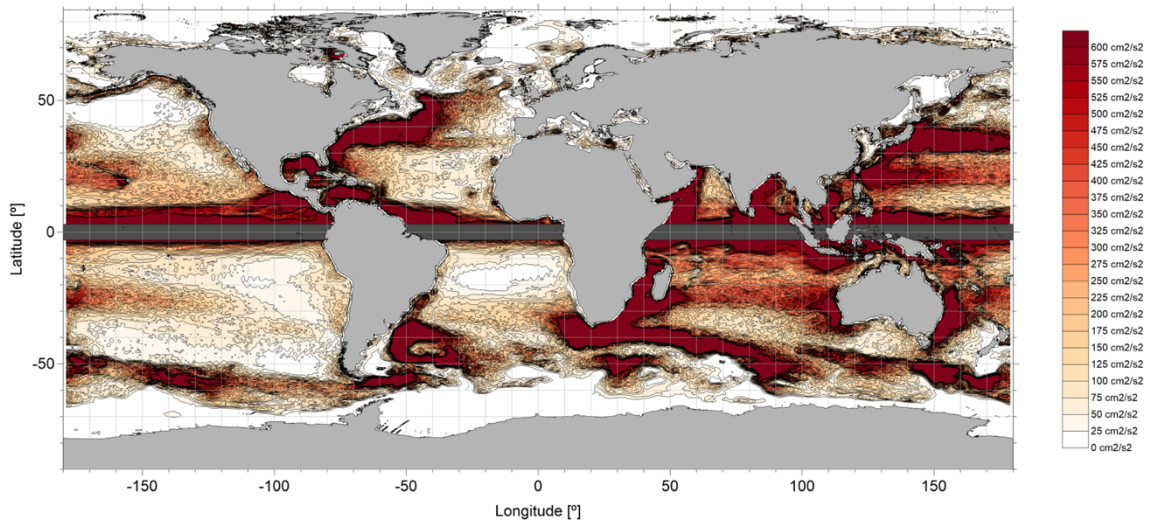 600 cm2/s2
575 cm2/s2
550 cm2/s2
525 cm2/s2
500 cm2/s2
475 cm2/s2
450 cm2/s2
425 cm2/s2
400 cm2/s2
375 cm2/s2
350 cm2/s2
325 cm2/s2
300 cm2/s2
275 cm2/s2
250 cm2/s2
225 cm2/s2
200 cm2/s2
175 cm2/s2
150 cm2/s2
125 cm2/s2
100 cm2/s2
75 cm2/s2
50 cm2/s2
25 cm2/s2
0 cm2/s2
50
0
-50
Latitude [º]
-150 -100 -50 0 50 100 150
Longitude [º]